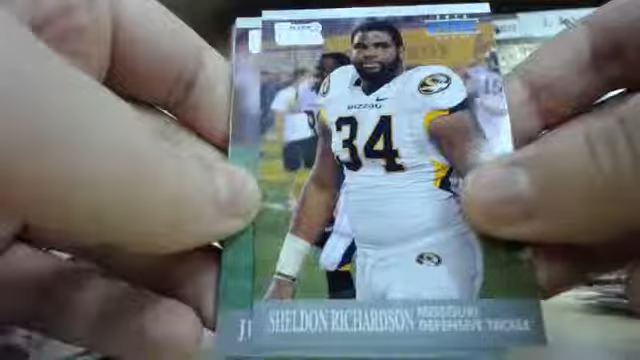 MIZZOU
34
SHELDON RICHARDSON
MISSOURI
DEFENSIVE TACKLE